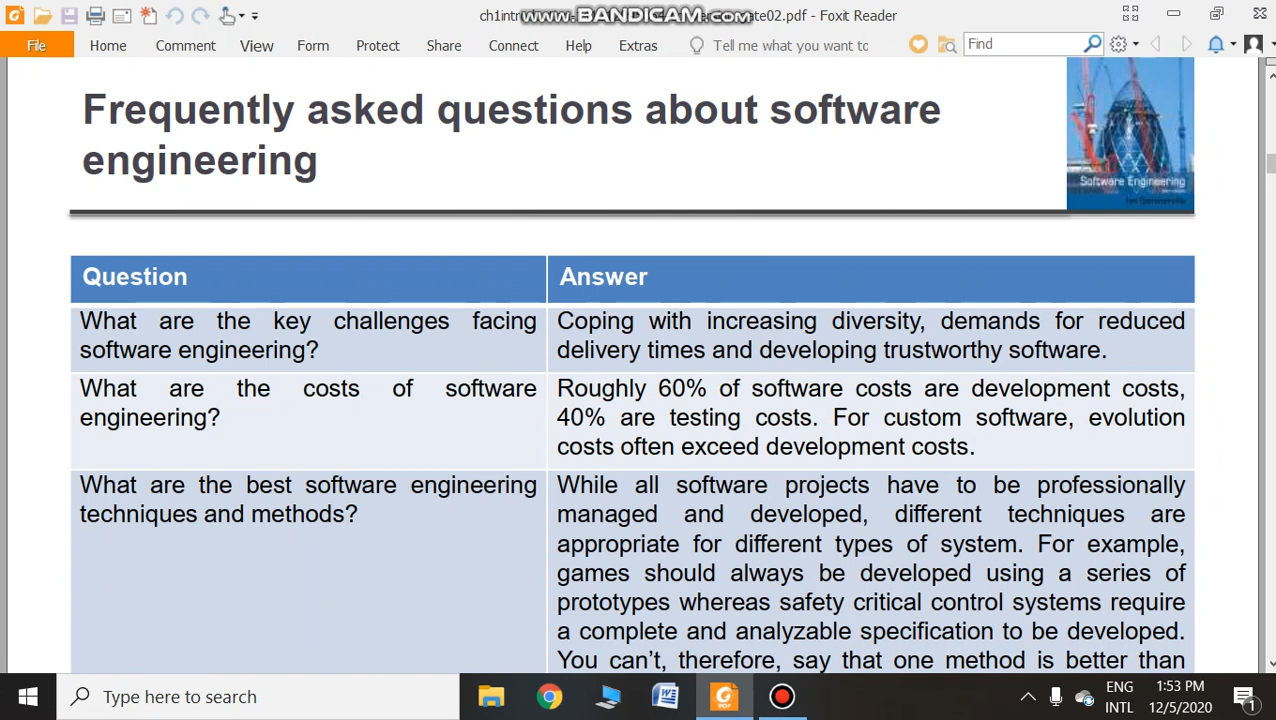 ch1introdu
ate02.pdf - Foxit Reader
www.BANDICAM.com
File Home Comment View Form Protect Share Connect Help Extras Tell me what you want to Find
Frequently asked questions about software
engineering
Software Engineering
Ian Sommerville
Question Answer
What are the key challenges facing
software engineering?
Coping with increasing diversity, demands for reduced
delivery times and developing trustworthy software.
What are the costs of software
engineering?
Roughly 60% of software costs are development costs,
40% are testing costs. For custom software, evolution
costs often exceed development costs.
What are the best software engineering
techniques and methods?
While all software projects have to be professionally
managed and developed, different techniques are
appropriate for different types of system. For example,
games should always be developed using a series of
prototypes whereas safety critical control systems require
a complete and analyzable specification to be developed.
You can't, therefore, say that one method is better than
Type here to search
ENG
INTL
1:53 PM
12/5/2020
1